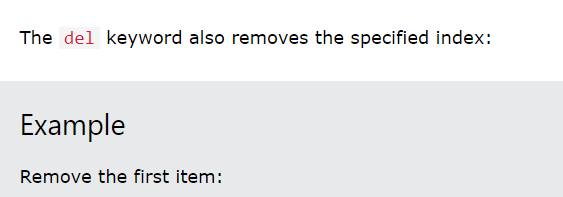 The del keyword also removes the specified index:
Example
Remove the first item: